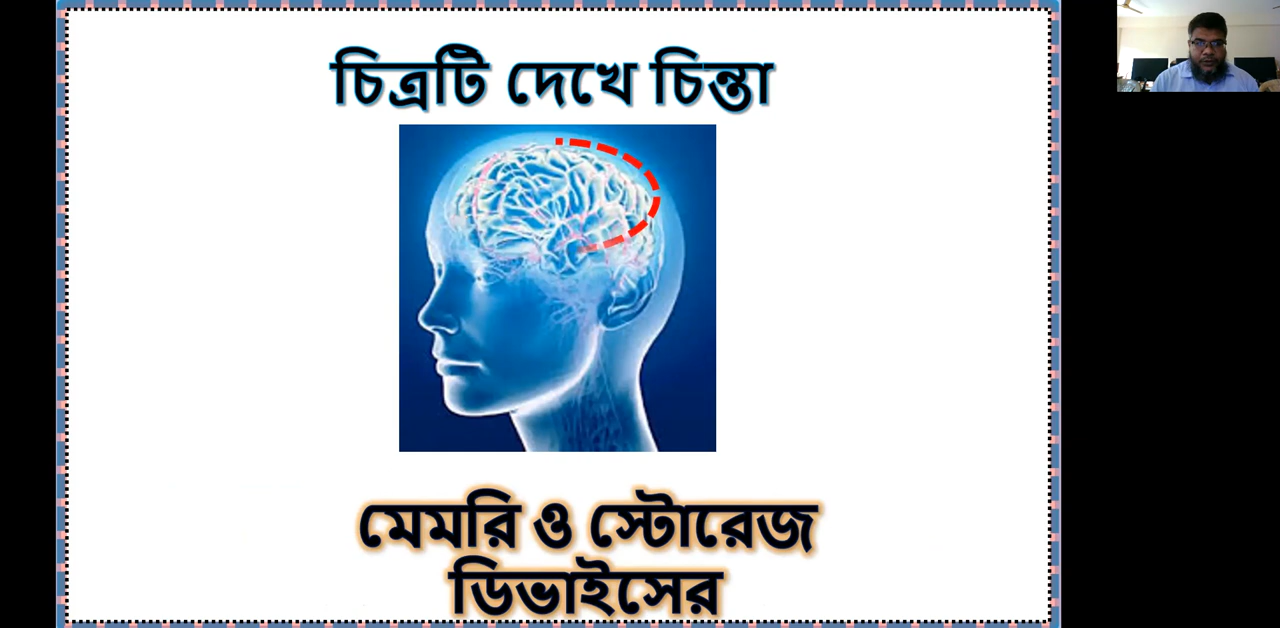 চিত্রটি দেখে চিন্তা
মেমরি ও স্টোরেজ
ডিভাইসের